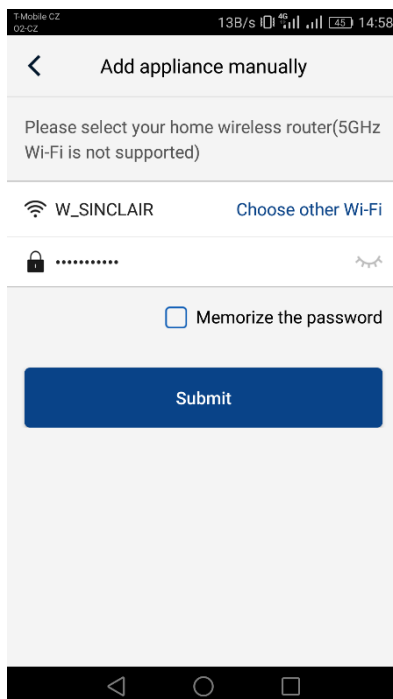 T-Mobile CZ
O2-CZ
13B/s 4G 45 14:58
Add appliance manually
Please select your home wireless router(5GHz
Wi-Fi is not supported)
W_SINCLAIR Choose other Wi-Fi
•••••••••••
Memorize the password
Submit